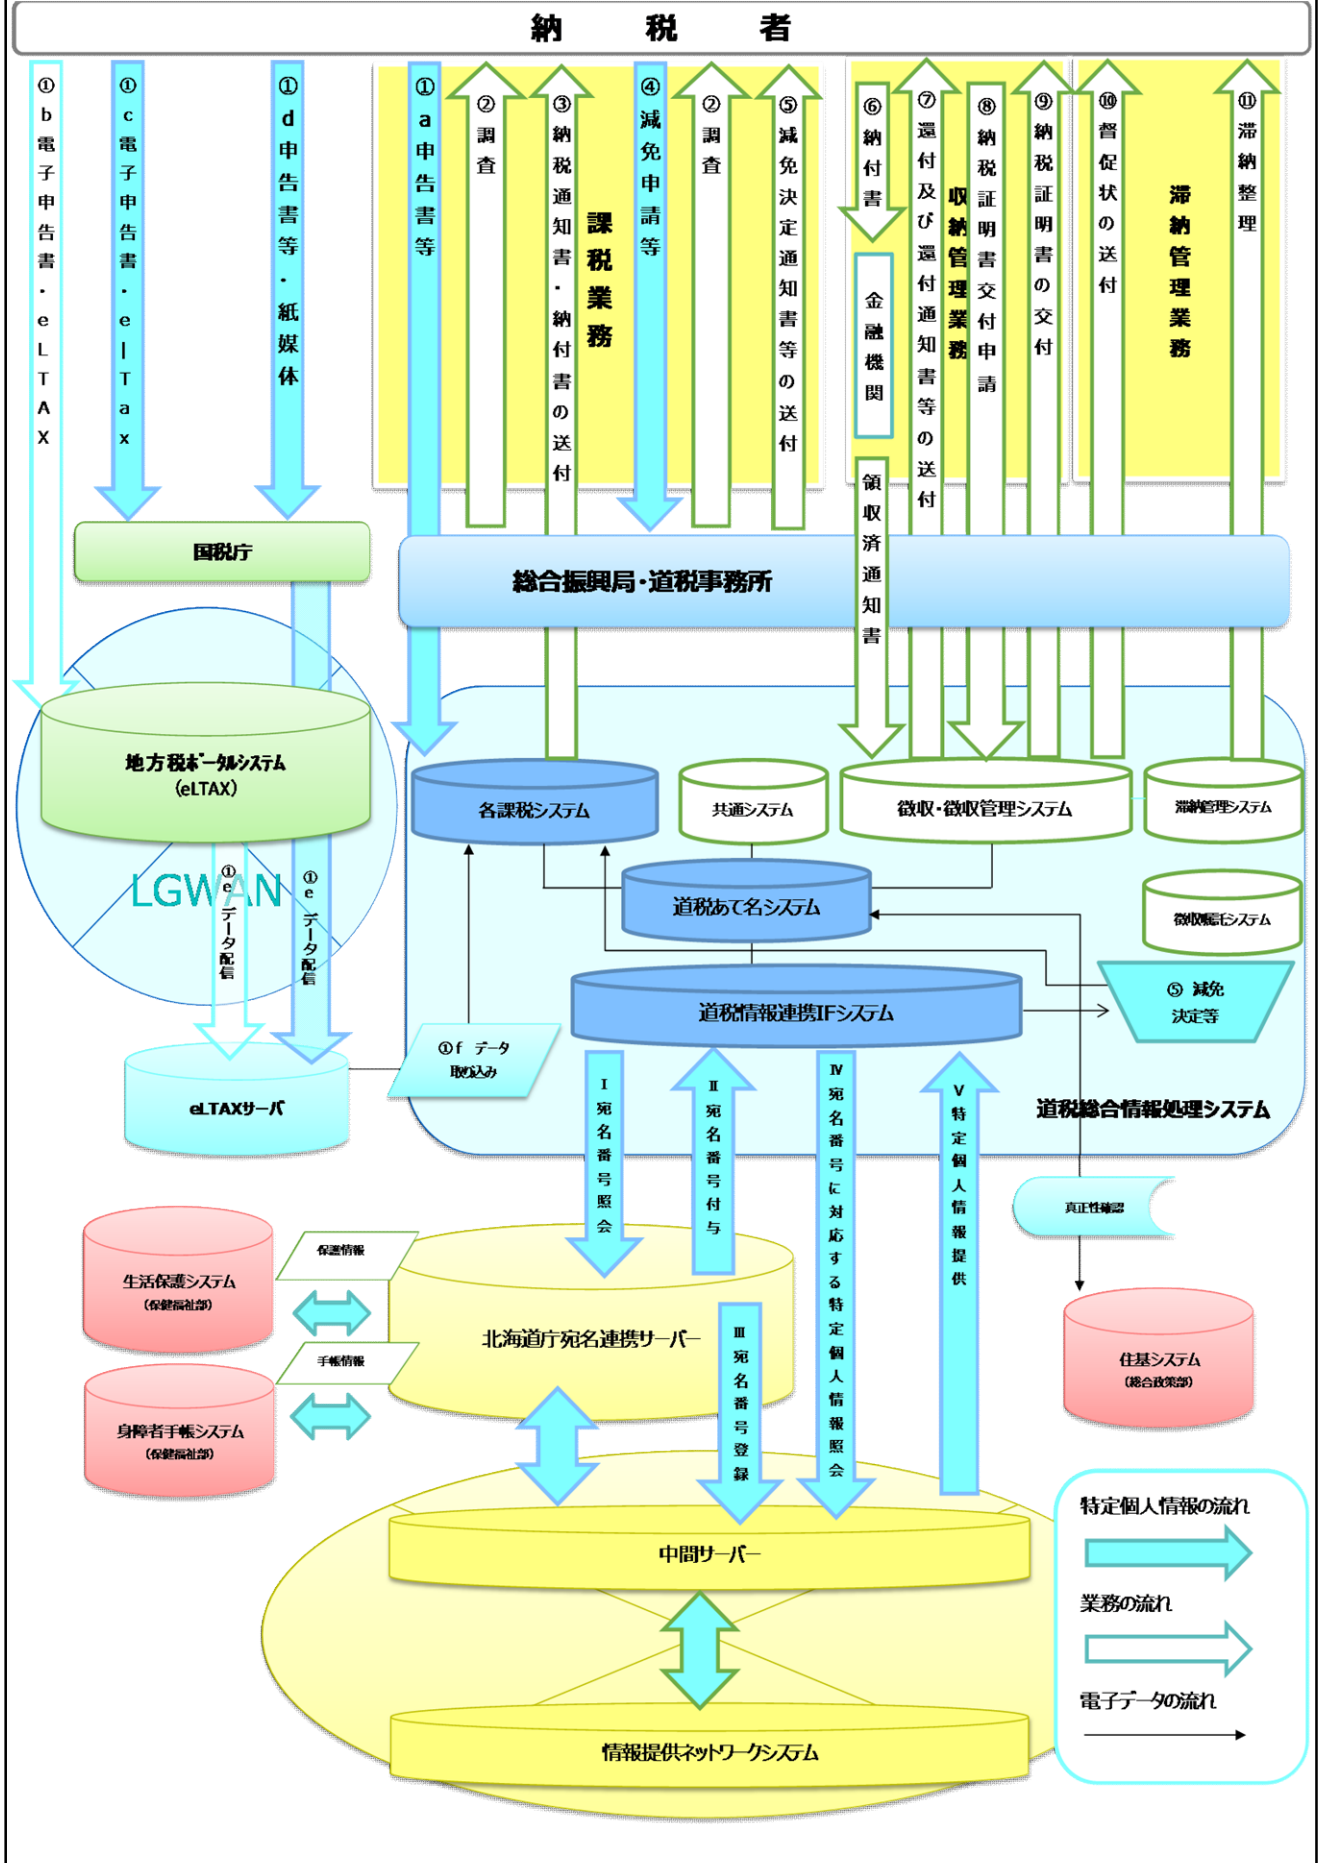 納　税　者
①b電子申告書・eLTAX
①c電子申告書・e|Tax
①d申告書等・紙媒体
①a申告書等
②調査
③納税通知書・納付書の送付
課税業務
④減免申請等
②調査
⑤減免決定通知書等の送付
⑥納付書
金融機関
領収済通知書
⑦還付及び還付通知書等の送付
収納管理業務
⑧納税証明書交付申請
⑨納税証明書の交付
⑩督促状の送付
滞納管理業務
⑪滞納整理
国税庁
総合振興局・道税事務所
地方税ポータルシステム
(eLTAX)
LGWAN
①eデータ配信
①eデータ配信
各課税システム
共通システム
徴収・徴収管理システム
滞納管理システム
道税あて名システム
徴収嘱託システム
道税情報連携IFシステム
⑤ 減免
決定等
①f データ
取り込み
eLTAXサーバ
道税総合情報処理システム
Ⅰ宛名番号照会
Ⅱ宛名番号付与
Ⅳ宛名番号に対応する特定個人情報照会
Ⅴ特定個人情報提供
真正性確認
生活保護システム
(保健福祉部)
保護情報
北海道庁宛名連携サーバー
手帳情報
身障者手帳システム
(保健福祉部)
Ⅲ宛名番号登録
住基システム
(総合政策部)
中間サーバー
情報提供ネットワークシステム
特定個人情報の流れ
業務の流れ
電子データの流れ